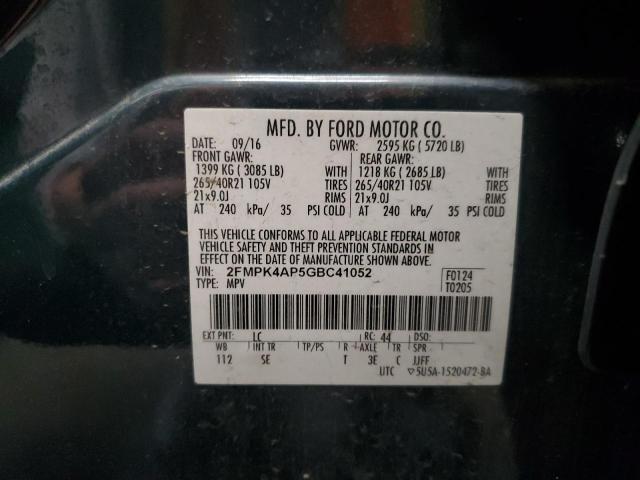 MFD. BY FORD MOTOR CO.
DATE: 09/16 GVWR: 2595 KG ( 5720 LB)
FRONT GAWR: REAR GAWR:
1399 KG ( 3085 LB) WITH 1218 KG ( 2685 LB) WITH
265/40R21 105V TIRES 265/40R21 105V TIRES
21x9.0J RIMS 21x9.0J RIMS
AT 240 kPa/ 35 PSI COLD AT 240 kPa/ 35 PSI COLD
THIS VEHICLE CONFORMS TO ALL APPLICABLE FEDERAL MOTOR
VEHICLE SAFETY AND THEFT PREVENTION STANDARDS IN
EFFECT ON THE DATE OF MANUFACTURE SHOWN ABOVE.
VIN: 2FMPK4AP5GBC41052 F0124
TYPE: MPV T0205
EXT PNT: LC RC: 44 DSO:
WB INT TR TP/PS R AXLE TR SPR
112 SE T 3E C JJFF
UTC ▽5U5A-1520472-BA